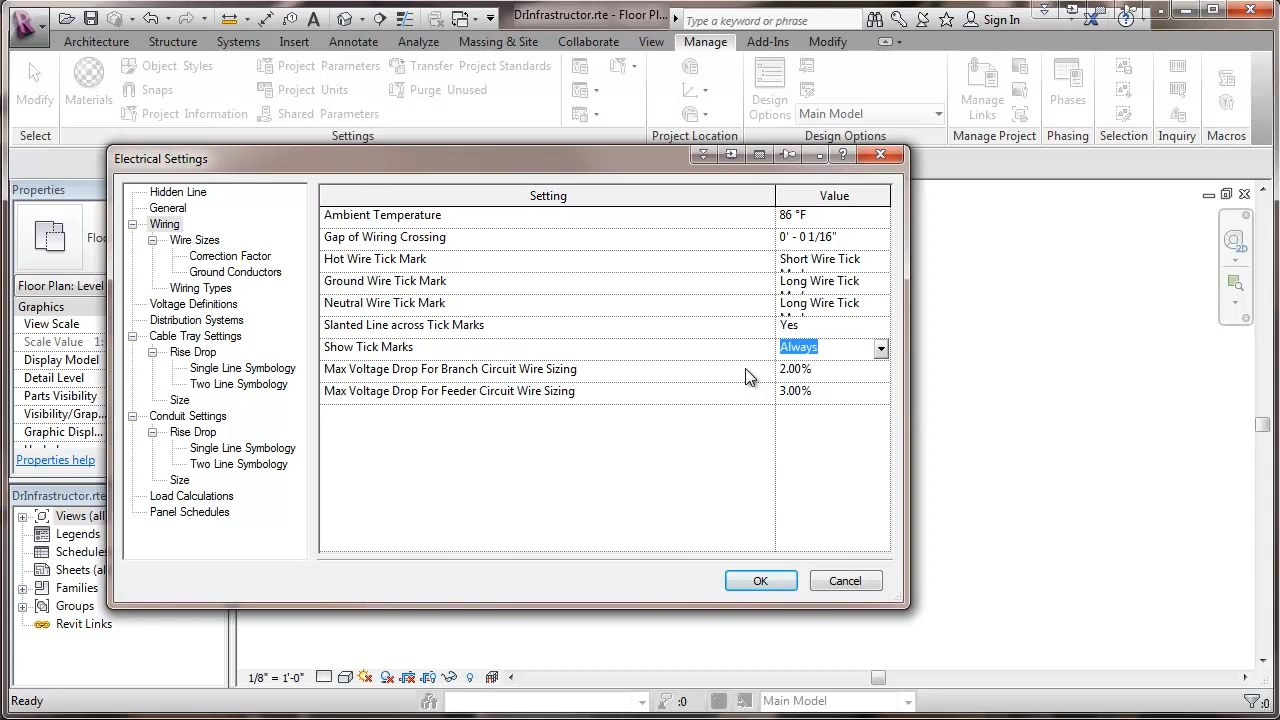 DrInfrastructor.rte - Floor Pl...
Type a keyword or phrase
Sign In
Architecture Structure Systems Insert Annotate Analyze Massing & Site Collaborate View Manage Add-Ins Modify
Modify
Materials
Object Styles
Snaps
Project Information
Project Parameters
Project Units
Shared Parameters
Transfer Project Standards
Purge Unused
Design Options
Main Model
Manage Links
Phases
Select Settings Project Location Design Options Manage Project Phasing Selection Inquiry Macros
Properties
Floor Plan: Level
Graphics
View Scale
Scale Value 1:
Display Model
Detail Level
Parts Visibility
Visibility/Grap
Graphic Displ...
Properties help
DrInfrastructor.rte
Views (all)
Legends
Schedules
Sheets (al
Families
Groups
Revit Links
Electrical Settings
Hidden Line
General
Wiring
Wire Sizes
Correction Factor
Ground Conductors
Wiring Types
Voltage Definitions
Distribution Systems
Cable Tray Settings
Rise Drop
Single Line Symbology
Two Line Symbology
Size
Conduit Settings
Rise Drop
Single Line Symbology
Two Line Symbology
Size
Load Calculations
Panel Schedules
Setting Value
Ambient Temperature 86 °F
Gap of Wiring Crossing 0' - 0 1/16"
Hot Wire Tick Mark Short Wire Tick
Ground Wire Tick Mark Long Wire Tick
Neutral Wire Tick Mark Long Wire Tick
Slanted Line across Tick Marks Yes
Show Tick Marks Always
Max Voltage Drop For Branch Circuit Wire Sizing 2.00%
Max Voltage Drop For Feeder Circuit Wire Sizing 3.00%
OK Cancel
1/8" = 1'-0"
Ready
:0
Main Model
:0